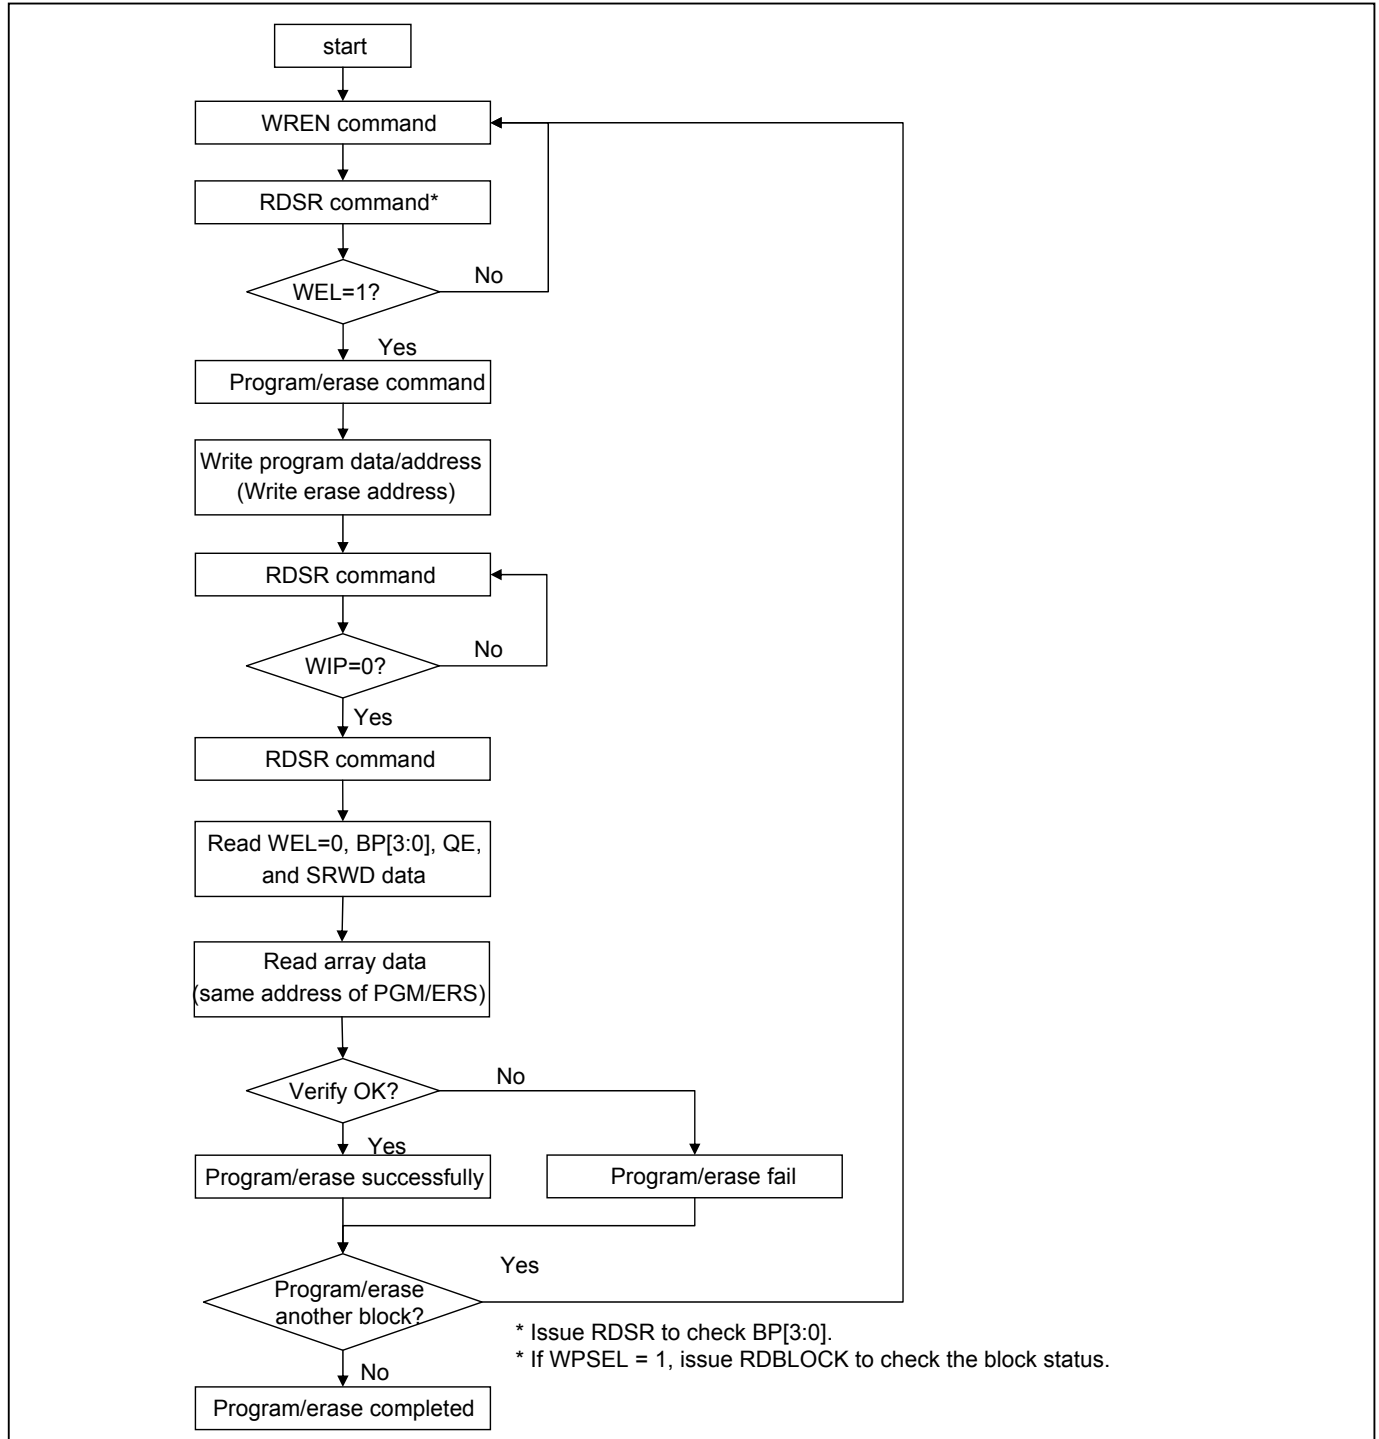 start
WREN command
RDSR command*
WEL=1?
No
Yes
Program/erase command
Write program data/address
(Write erase address)
RDSR command
WIP=0?
No
Yes
RDSR command
Read WEL=0, BP[3:0], QE,
and SRWD data
Read array data
(same address of PGM/ERS)
Verify OK?
No
Yes
Program/erase successfully
Program/erase fail
Program/erase
another block?
Yes
* Issue RDSR to check BP[3:0].
* If WPSEL = 1, issue RDBLOCK to check the block status.
No
Program/erase completed